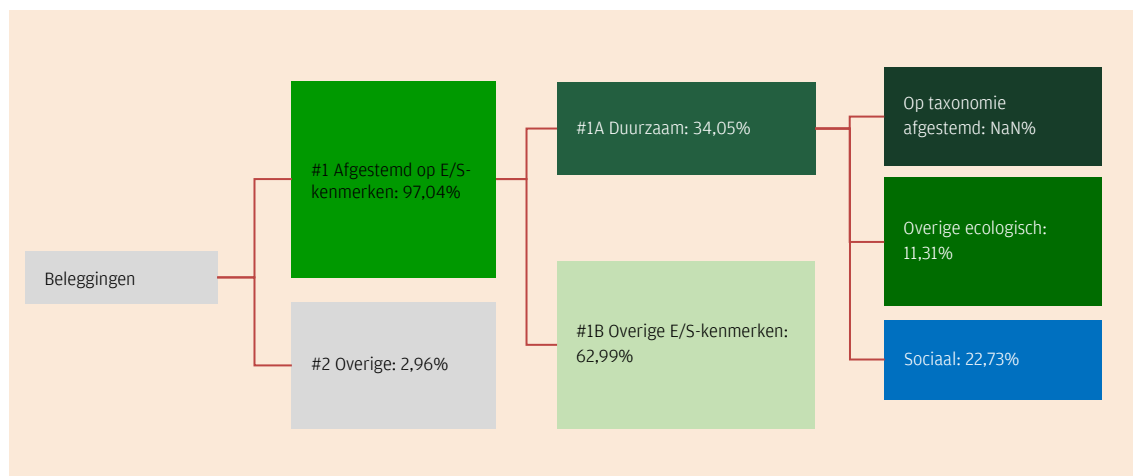 Beleggingen
#1 Afgestemd op E/S-
kenmerken: 97,04%
#2 Overige: 2,96%
#1A Duurzaam: 34,05%
#1B Overige E/S-kenmerken:
62,99%
Op taxonomie
afgestemd: NaN%
Overige ecologisch:
11,31%
Sociaal: 22,73%